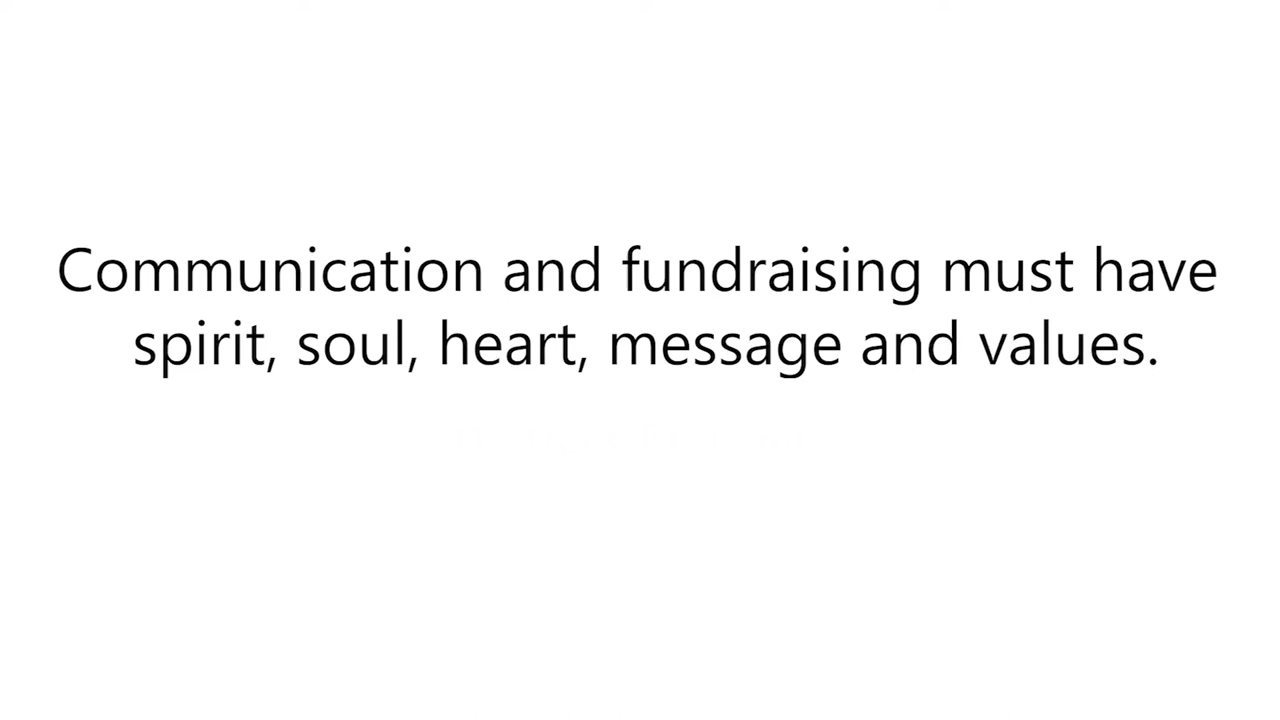 Communication and fundraising must have
spirit, soul, heart, message and values.